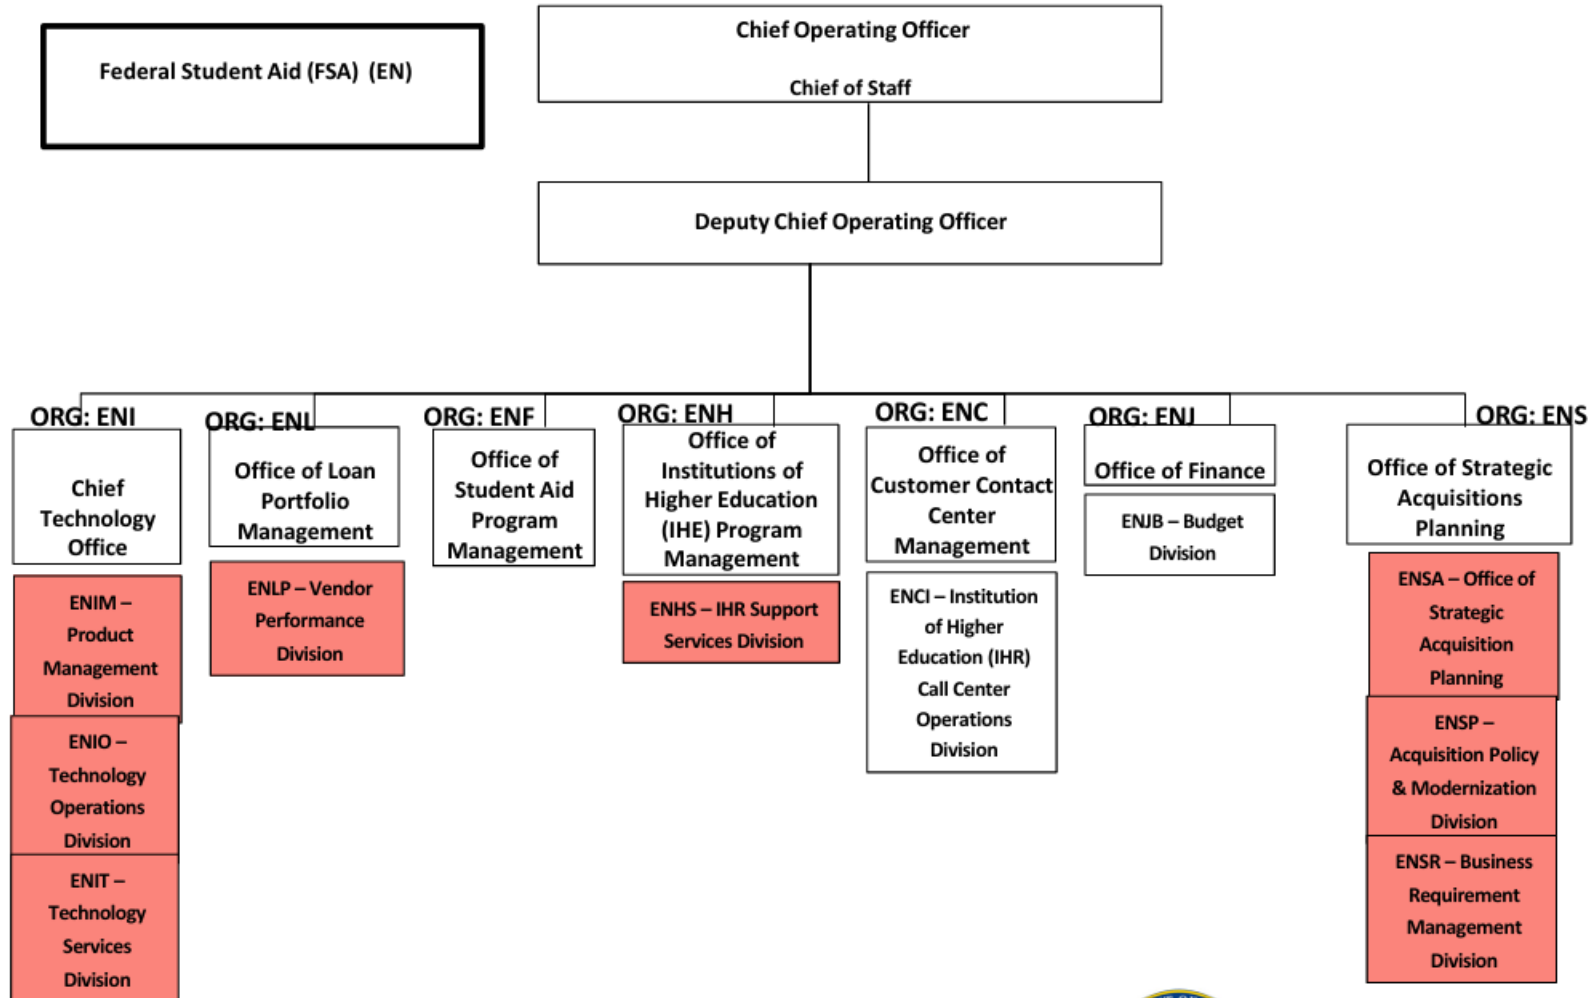 Federal Student Aid (FSA) (EN)
Chief Operating Officer
Chief of Staff
Deputy Chief Operating Officer
ORG: ENI
Chief
Technology
Office
ENIM –
Product
Management
Division
ENIO –
Technology
Operations
Division
ENIT –
Technology
Services
Division
ORG: ENL
Office of Loan
Portfolio
Management
ENLP – Vendor
Performance
Division
ORG: ENF
Office of
Student Aid
Program
Management
ORG: ENH
Office of
Institutions of
Higher Education
(IHE) Program
Management
ENHS – IHR Support
Services Division
ORG: ENC
Office of
Customer Contact
Center
Management
ENCI – Institution
of Higher
Education (IHR)
Call Center
Operations
Division
ORG: ENJ
Office of Finance
ENJB – Budget
Division
ORG: ENS
Office of Strategic
Acquisitions
Planning
ENSA – Office of
Strategic
Acquisition
Planning
ENSP –
Acquisition Policy
& Modernization
Division
ENSR – Business
Requirement
Management
Division